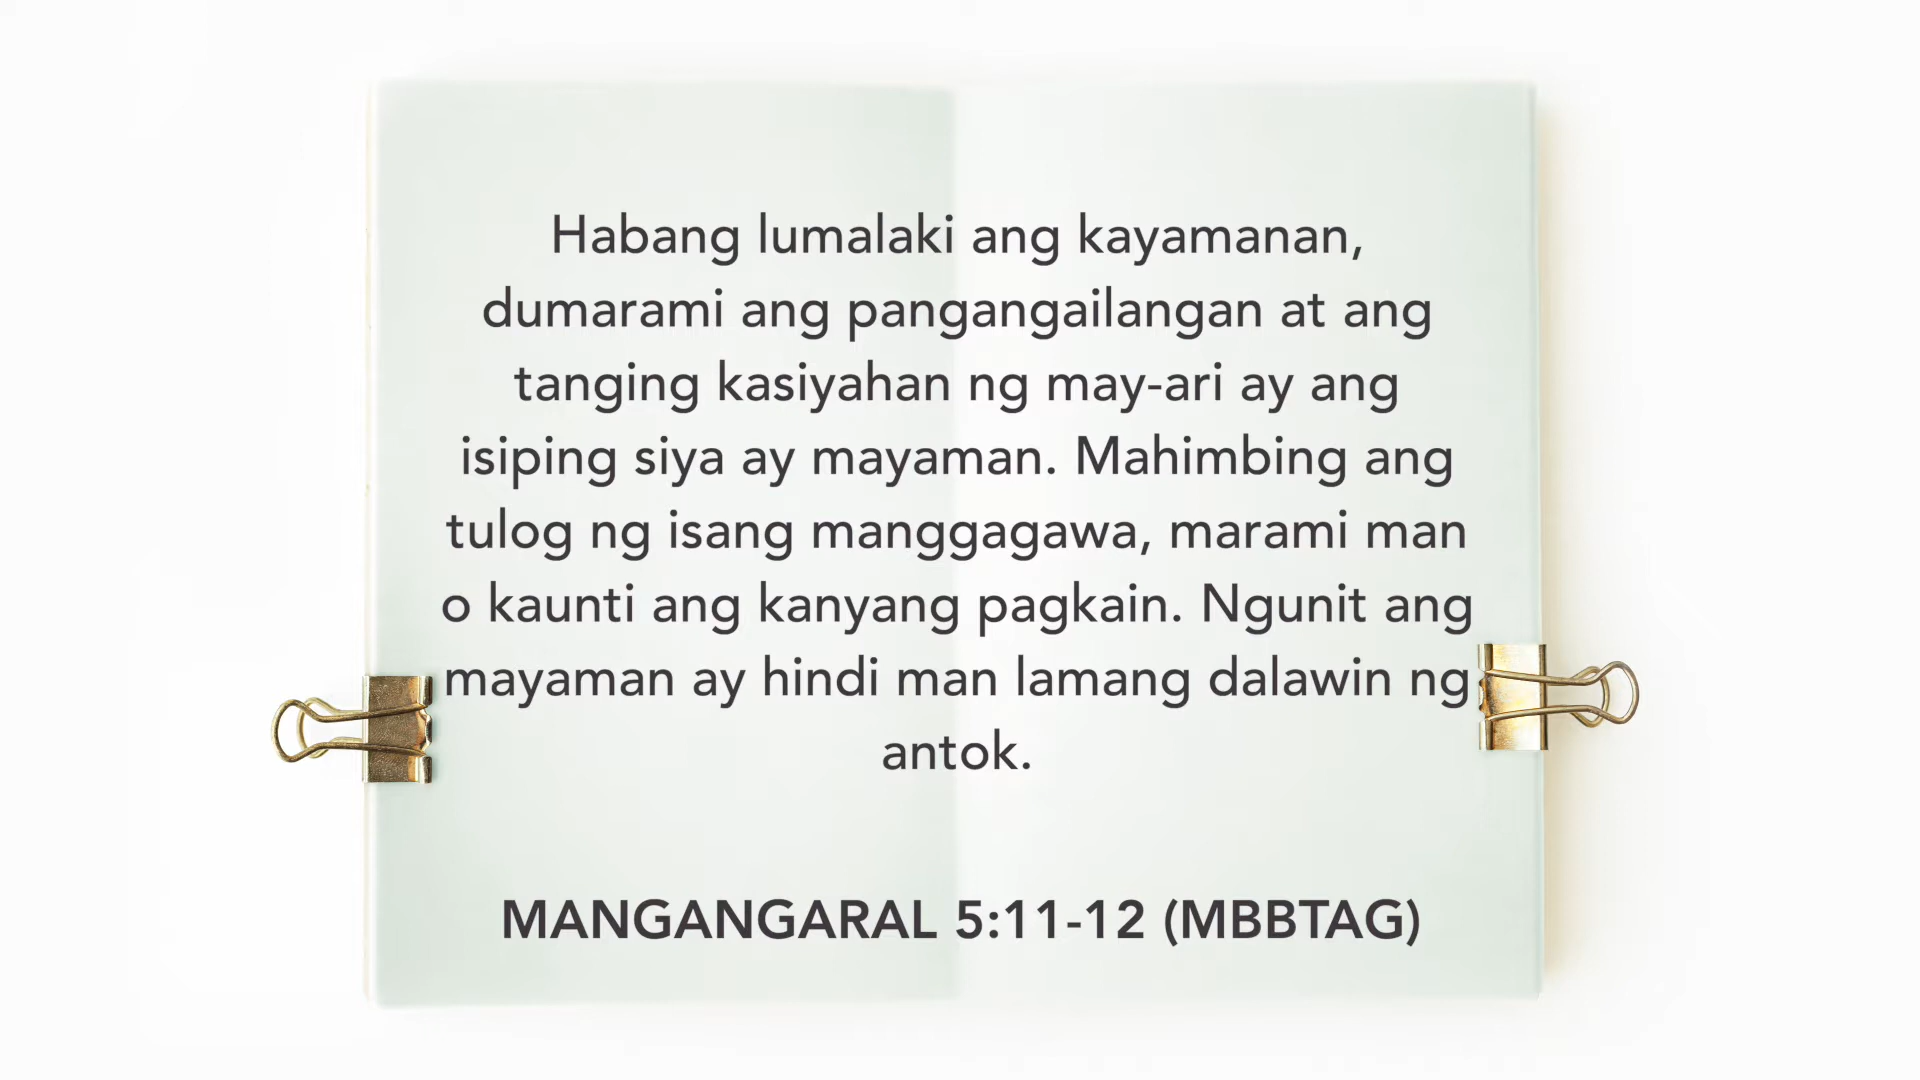 Habang lumalaki ang kayamanan,
dumarami ang pangangailangan at ang
tanging kasiyahan ng may-ari ay ang
isiping siya ay mayaman. Mahimbing ang
tulog ng isang manggagawa, marami man
o kaunti ang kanyang pagkain. Ngunit ang
mayaman ay hindi man lamang dalawin ng
antok.
MANGANGARAL 5:11-12 (MBBTAG)